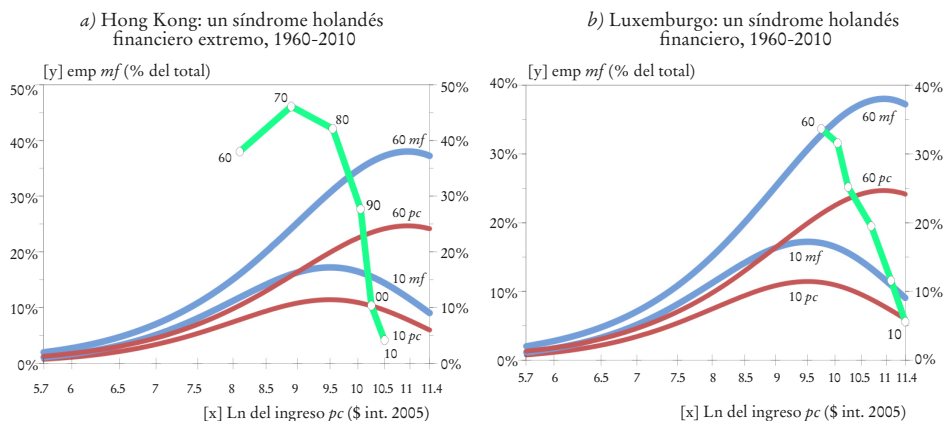 a) Hong Kong: un síndrome holandés
financiero extremo, 1960-2010
[y] emp mf (% del total)
50%
40%
30%
20%
10%
0%
50%
40%
30%
20%
10%
0%
60
70
80
90
00
10
60 mf
60 pc
10 mf
10 pc
5.7 6 6.5 7 7.5 8 8.5 9 9.5 10 10.5 11 11.4
[x] Ln del ingreso pc ($ int. 2005)
b) Luxemburgo: un síndrome holandés
financiero, 1960-2010
[y] emp mf (% del total)
40%
30%
20%
10%
0%
40%
30%
20%
10%
0%
60
10
60 mf
60 pc
10 mf
10 pc
5.7 6 6.5 7 7.5 8 8.5 9 9.5 10 10.5 11 11.4
[x] Ln del ingreso pc ($ int. 2005)